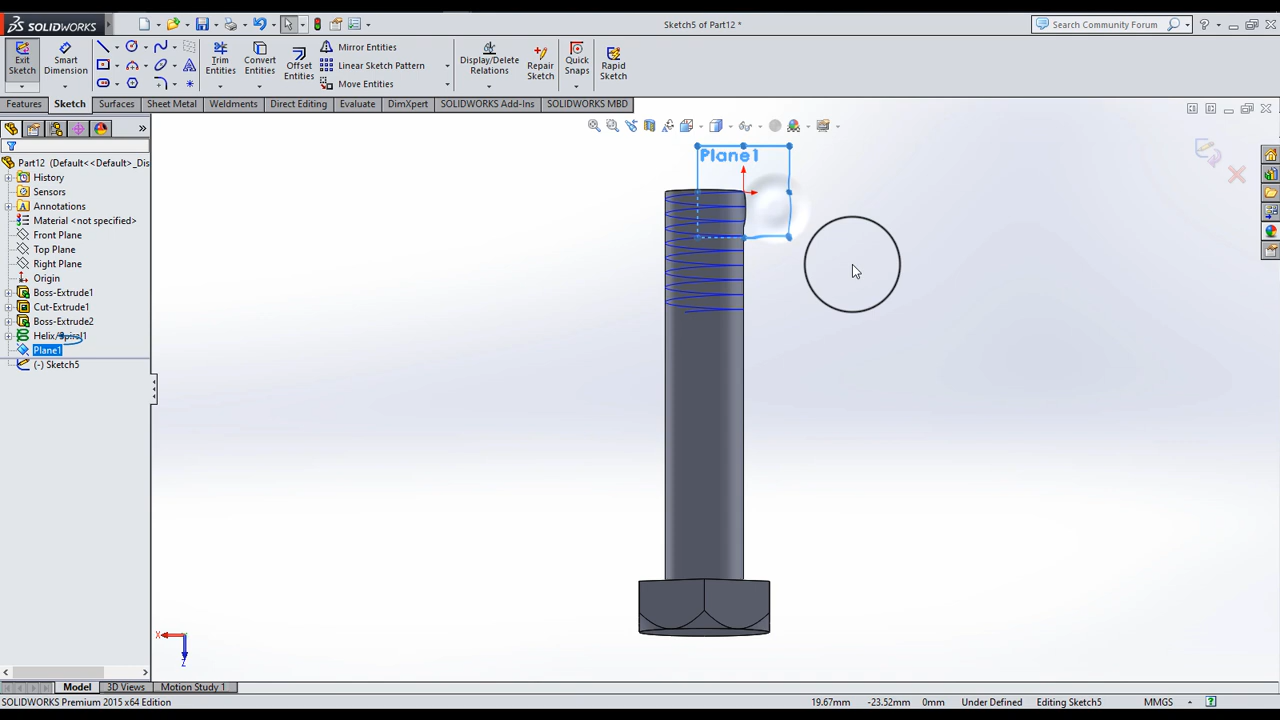 SOLIDWORKS
Sketch5 of Part12 *
Search Community Forum
Exit Sketch
Smart Dimension
Trim Entities
Convert Entities
Offset Entities
Mirror Entities
Linear Sketch Pattern
Move Entities
Display/Delete Relations
Repair Sketch
Quick Snaps
Rapid Sketch
Features
Sketch
Surfaces
Sheet Metal
Weldments
Direct Editing
Evaluate
DimXpert
SOLIDWORKS Add-Ins
SOLIDWORKS MBD
Part12 (Default<<Default>_Dis
History
Sensors
Annotations
Material <not specified>
Front Plane
Top Plane
Right Plane
Origin
Boss-Extrude1
Cut-Extrude1
Boss-Extrude2
Helix/Spiral1
Plane1
(-) Sketch5
Plane1
X
Z
Model
3D Views
Motion Study 1
SOLIDWORKS Premium 2015 x64 Edition
19.67mm
-23.52mm
0mm
Under Defined
Editing Sketch5
MMGS